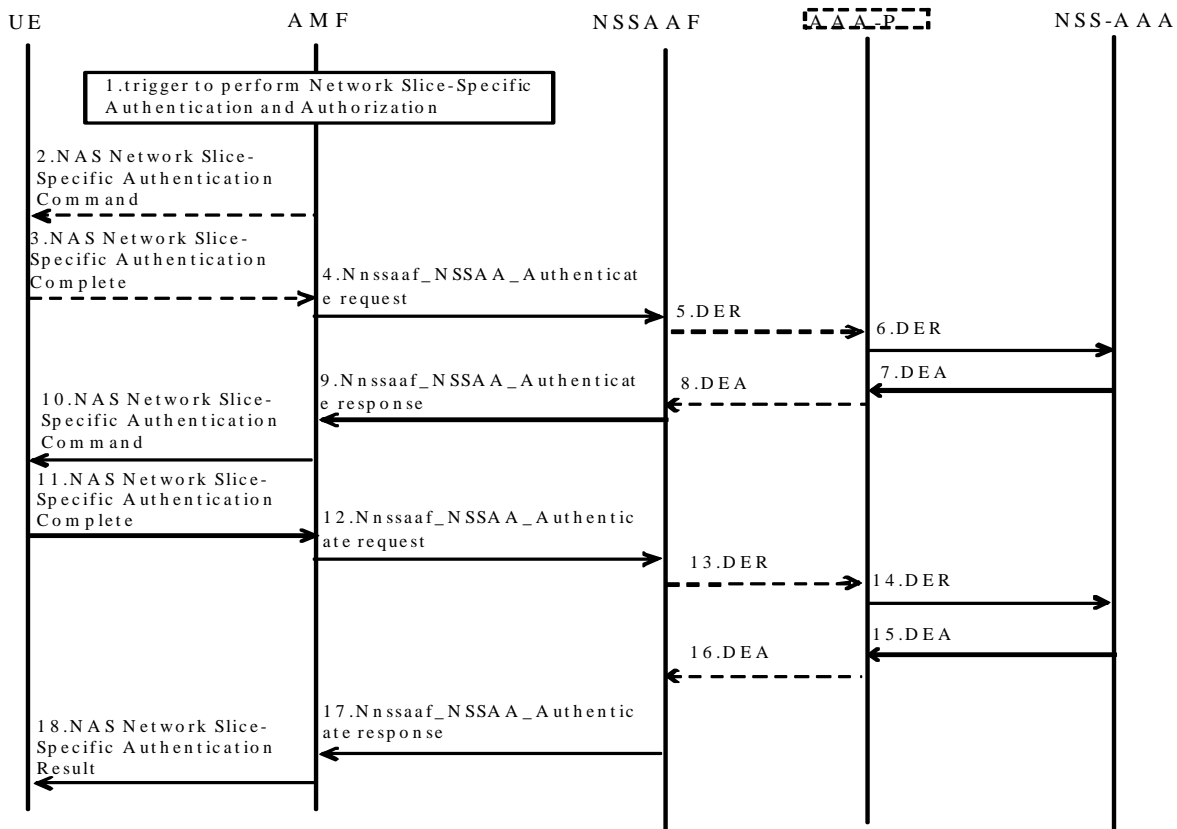 UE AMF NSSAAF AAA-P NSS-AAA
1.trigger to perform Network Slice-Specific
Authentication and Authorization
2.NAS Network Slice-
Specific Authentication
Command
3.NAS Network Slice-
Specific Authentication
Complete
4.Nnssaaf_NSSAA_Authenticat
e request
5.DER
6.DER
7.DEA
8.DEA
9.Nnssaaf_NSSAA_Authenticat
e response
10.NAS Network Slice-
Specific Authentication
Command
11.NAS Network Slice-
Specific Authentication
Complete
12.Nnssaaf_NSSAA_Authentic
ate request
13.DER
14.DER
15.DEA
16.DEA
17.Nnssaaf_NSSAA_Authentic
ate response
18.NAS Network Slice-
Specific Authentication
Result